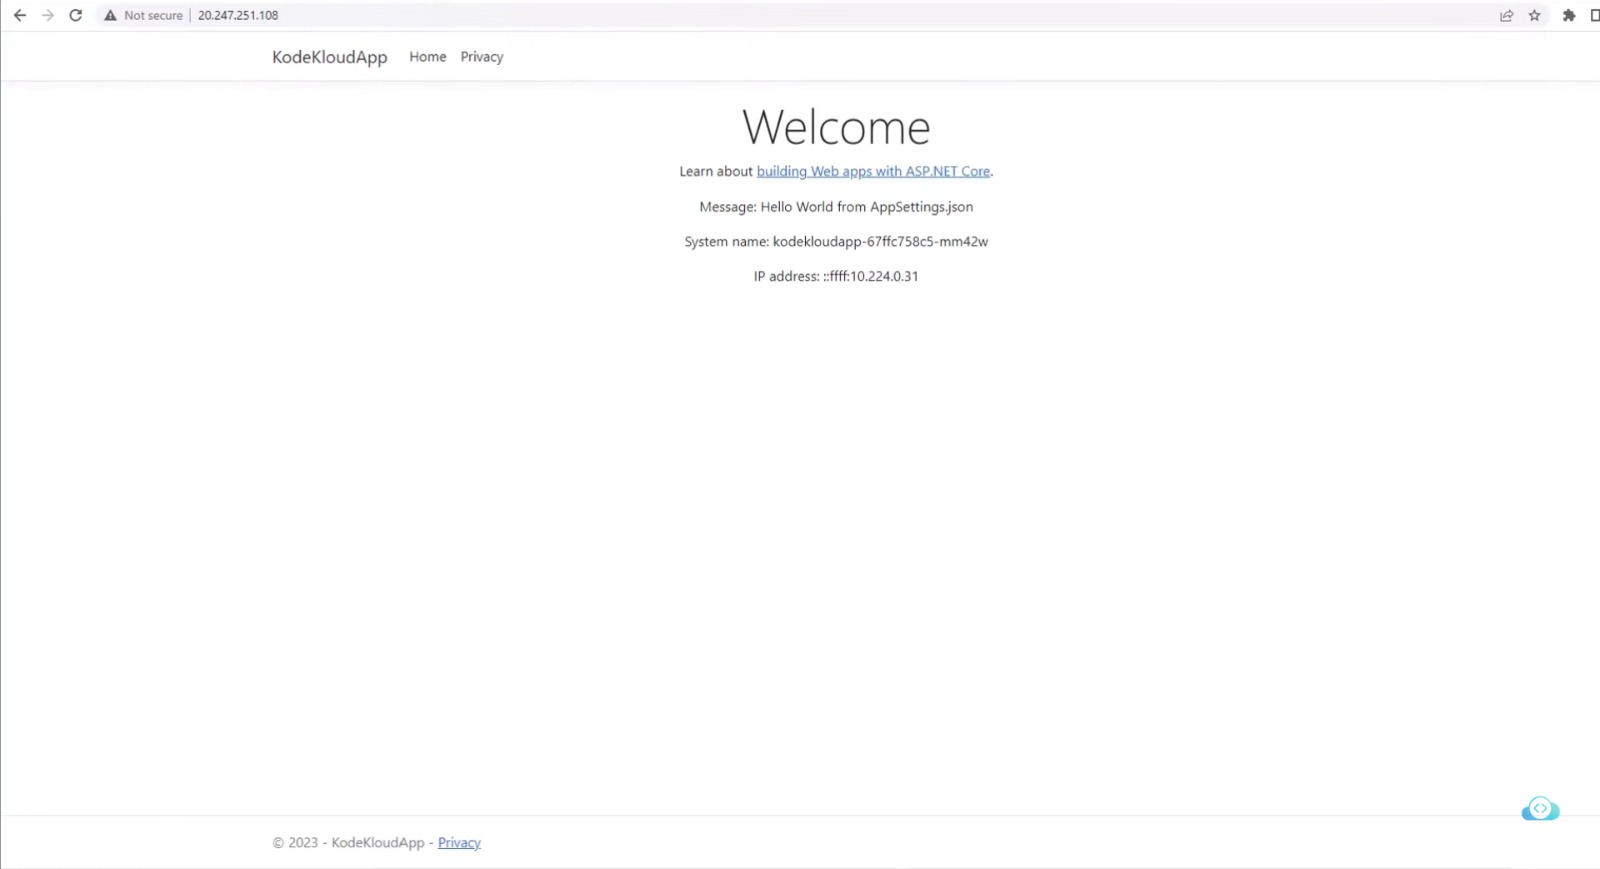 Not secure | 20.247.251.108
KodeKloudApp Home Privacy
Welcome
Learn about building Web apps with ASP.NET Core.
Message: Hello World from AppSettings.json
System name: kodekloudapp-67ffc758c5-mm42w
IP address: ::ffff:10.224.0.31
© 2023 - KodeKloudApp - Privacy